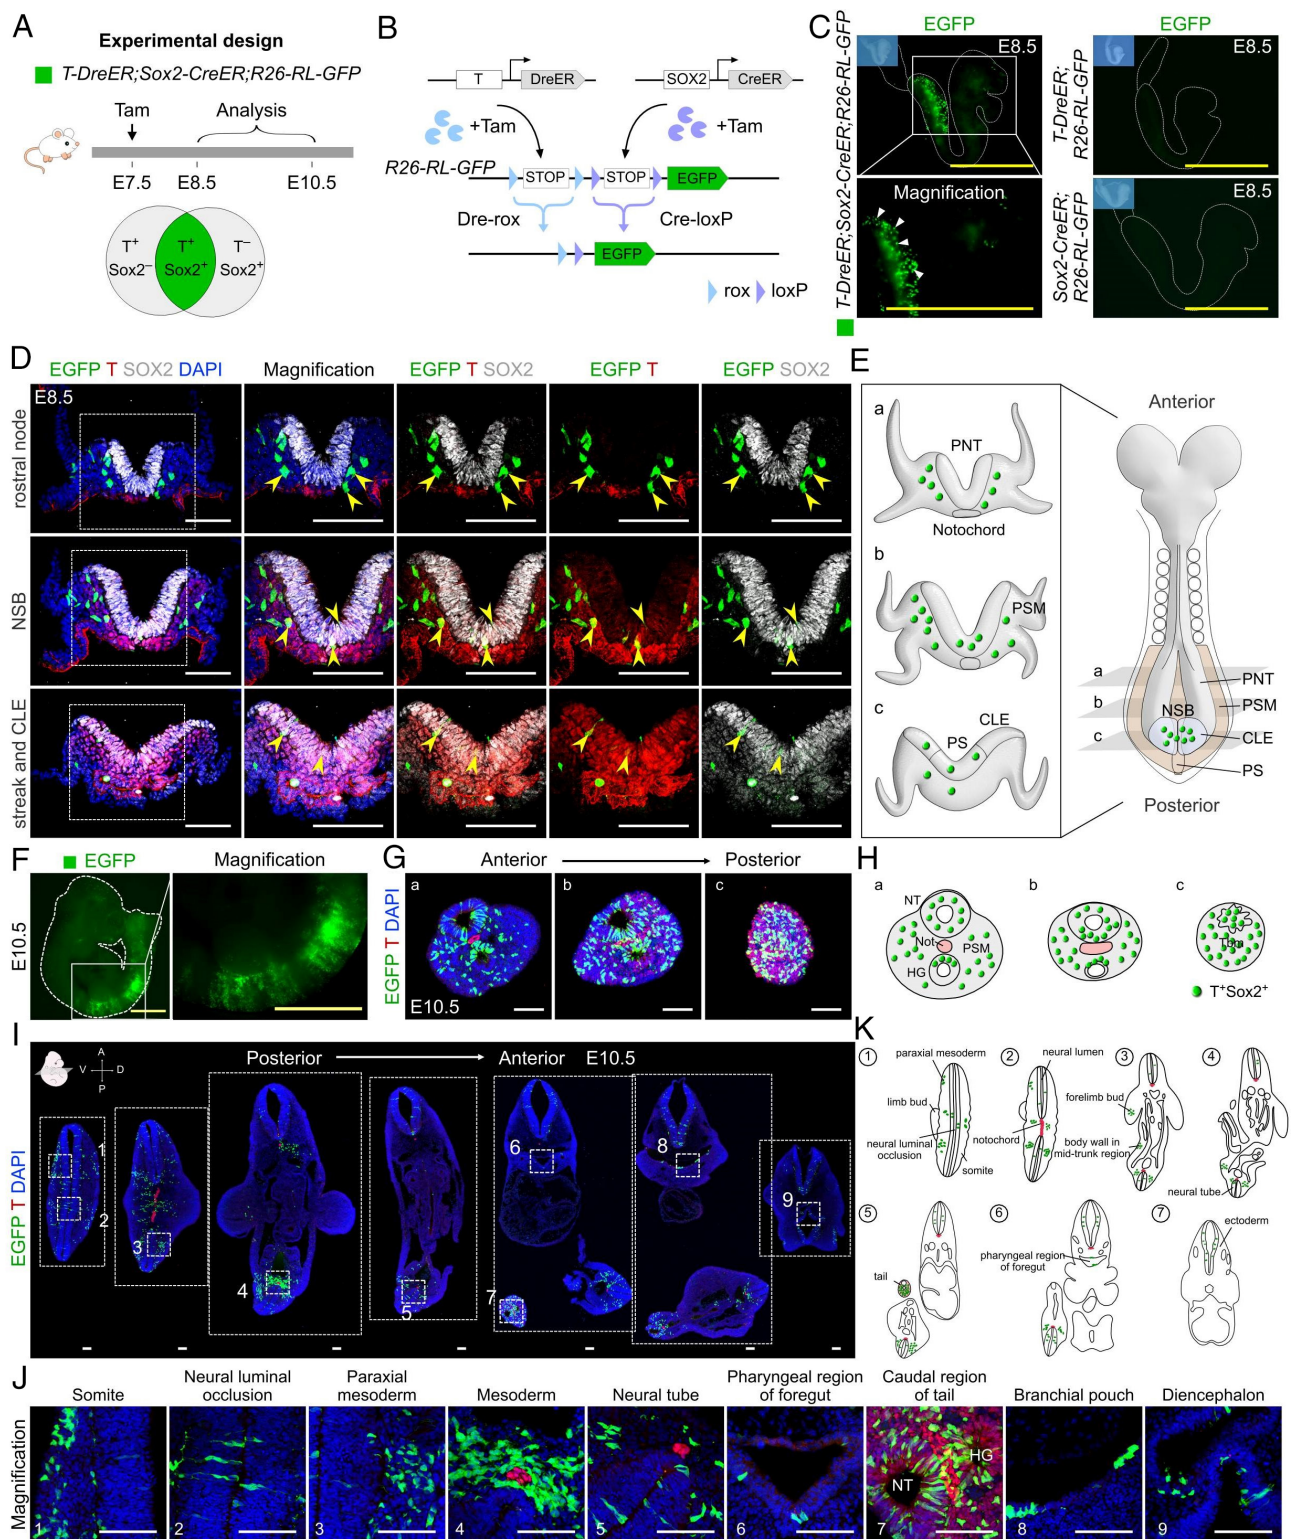 A
Experimental design
T-DreER;Sox2-CreER;R26-RL-GFP
Tam
Analysis
E7.5
E8.5
E10.5
T+
Sox2−
T+
Sox2+
T−
Sox2+
B
T
DreER
SOX2
CreER
+Tam
+Tam
R26-RL-GFP
STOP
STOP
EGFP
Dre-rox
Cre-loxP
EGFP
rox
loxP
C
EGFP
EGFP
T-DreER;Sox2-CreER;R26-RL-GFP
E8.5
Magnification
T-DreER;
R26-RL-GFP
E8.5
Sox2-CreER;
R26-RL-GFP
E8.5
D
EGFP T SOX2 DAPI
Magnification
EGFP T SOX2
EGFP T
EGFP SOX2
E8.5
rostral node
NSB
streak and CLE
E
a
PNT
Notochord
b
PSM
c
CLE
PS
Anterior
a
b
c
NSB
PNT
PSM
CLE
PS
Posterior
F
EGFP
Magnification
E10.5
G
Anterior
Posterior
EGFP T DAPI
a
b
c
E10.5
H
a
b
c
NT
Not
PSM
HG
Tbm
T+Sox2+
I
A
V
D
P
Posterior
Anterior
E10.5
EGFP T DAPI
1
2
3
4
5
6
7
8
9
K
1
paraxial mesoderm
limb bud
neural luminal
occlusion
somite
2
neural lumen
notochord
3
forelimb bud
body wall in
mid-trunk region
4
neural tube
5
tail
6
pharyngeal region
of foregut
7
ectoderm
J
Magnification
Somite
Neural luminal
occlusion
Paraxial
mesoderm
Mesoderm
Neural tube
Pharyngeal region
of foregut
Caudal region
of tail
Branchial pouch
Diencephalon
NT
HG
1
2
3
4
5
6
7
8
9